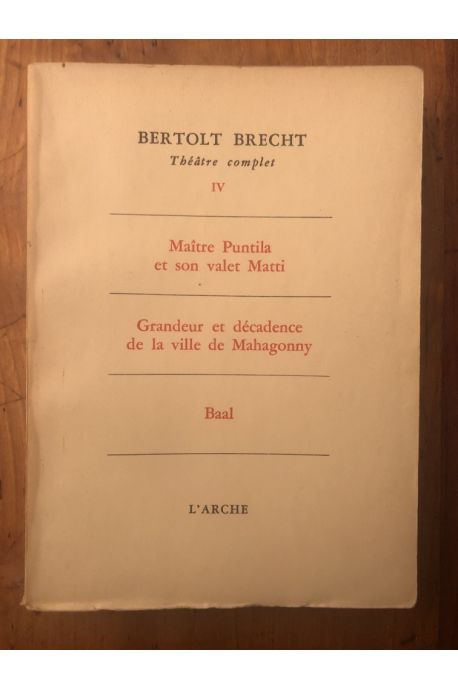 BERTOLT BRECHT
Théâtre complet
IV
Maître Puntila
et son valet Matti
Grandeur et décadence
de la ville de Mahagonny
Baal
L'ARCHE